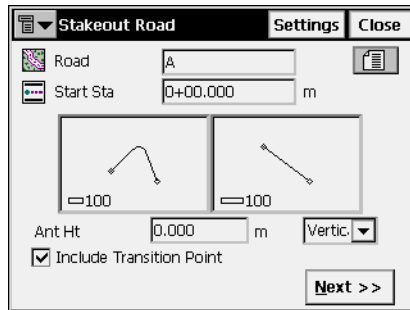 Stakeout Road Settings Close
Road A
Start Sta 0+00.000 m
100 100
Ant Ht 0.000 m Vertic.
Include Transition Point
Next >>